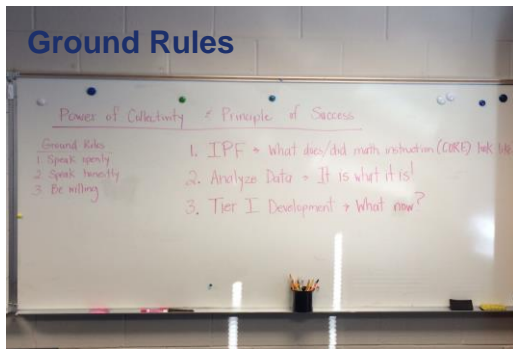 Ground Rules
Power of Collectivity & Principle of Success
Ground Rules
1. Speak openly
2. Speak honestly
3. Be willing
1. IPF → What does/did math instruction (CORE) look like
2. Analyze Data → It is what it is!
3. Tier I Development → What now?